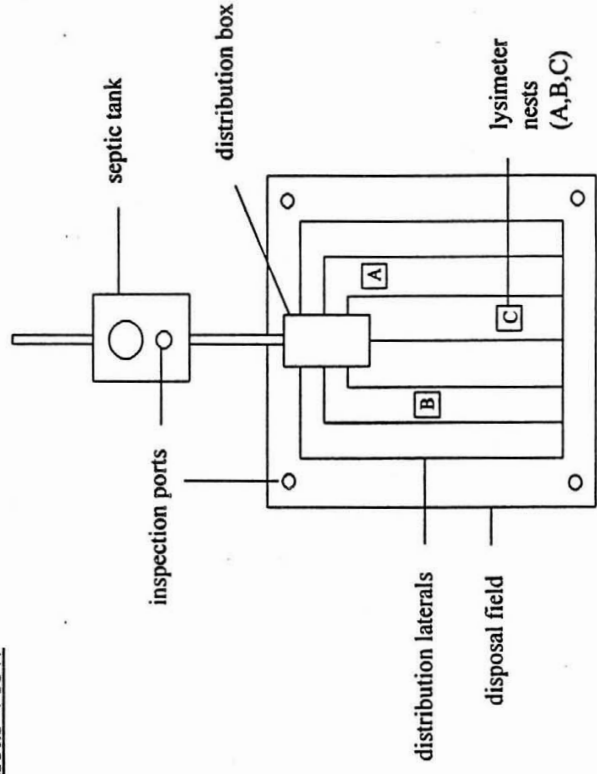 septic tank
distribution box
inspection ports
A
B
C
lysimeter
nests
(A,B,C)
distribution laterals
disposal field